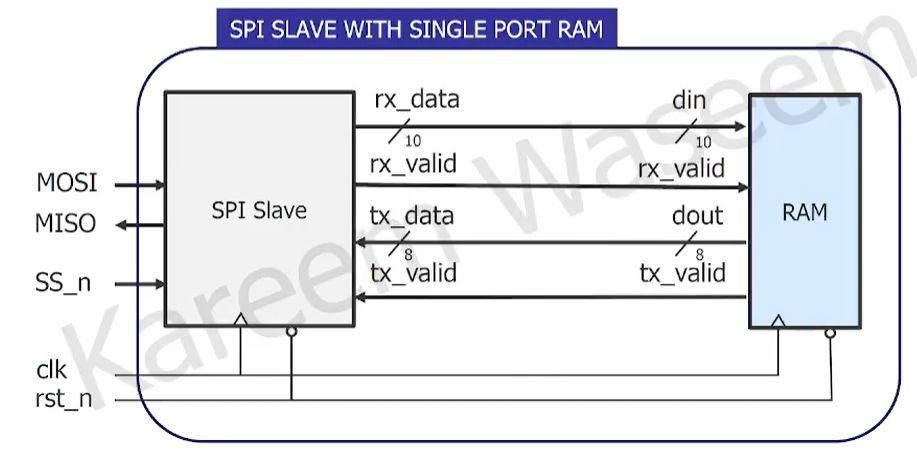 SPI SLAVE WITH SINGLE PORT RAM
rx_data
din
10
10
rx_valid
rx_valid
MOSI
SPI Slave
RAM
MISO
tx_data
dout
8
8
SS_n
tx_valid
tx_valid
clk
rst_n
Kareem Waseem